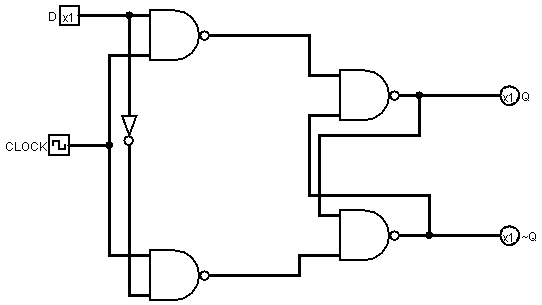 D x1
x1 Q
CLOCK
x1 ~Q